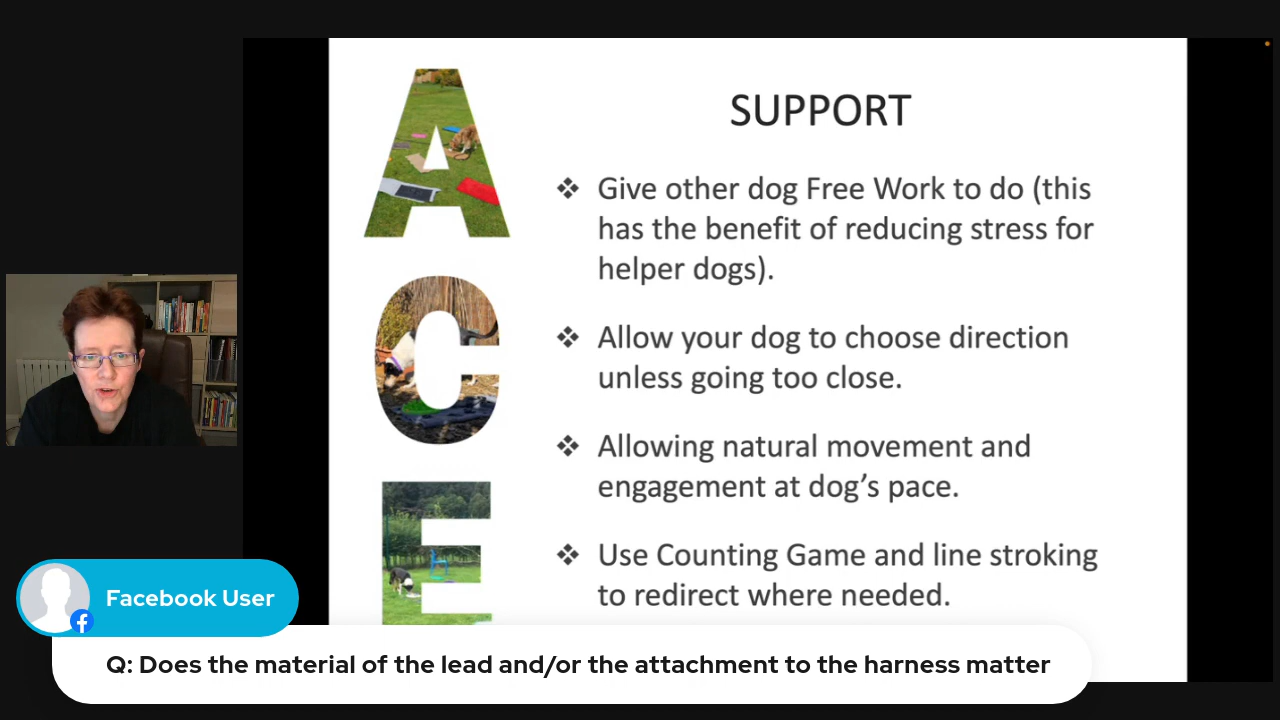 A
C
E
SUPPORT
❖ Give other dog Free Work to do (this
has the benefit of reducing stress for
helper dogs).
❖ Allow your dog to choose direction
unless going too close.
❖ Allowing natural movement and
engagement at dog’s pace.
❖ Use Counting Game and line stroking
to redirect where needed.
Facebook User
Q: Does the material of the lead and/or the attachment to the harness matter